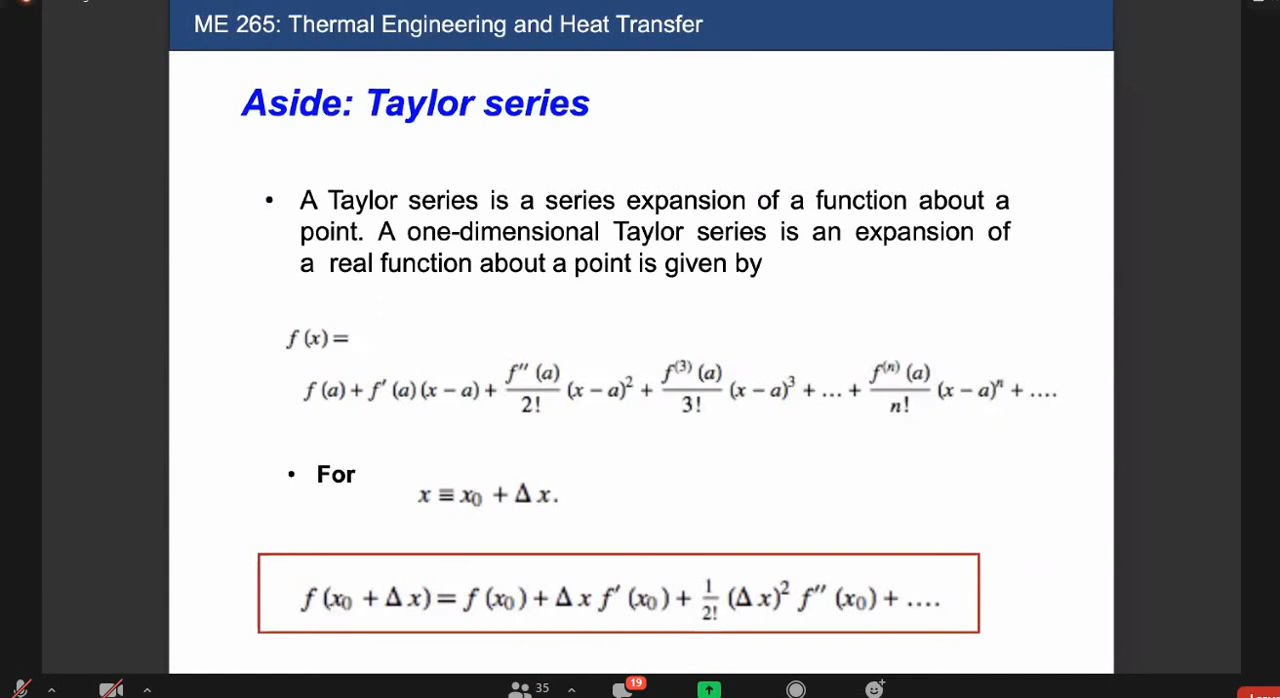 ME 265: Thermal Engineering and Heat Transfer
Aside: Taylor series
• A Taylor series is a series expansion of a function about a
point. A one-dimensional Taylor series is an expansion of
a real function about a point is given by
f (x) =
f (a) + f′ (a) (x − a) + f″ (a)/2! (x − a)² + f⁽³⁾ (a)/3! (x − a)³ + ... + f⁽ⁿ⁾ (a)/n! (x − a)ⁿ + ....
• For
x ≡ x₀ + Δ x.
f (x₀ + Δ x) = f (x₀) + Δ x f′ (x₀) + 1/2! (Δ x)² f″ (x₀) + ....
35
19